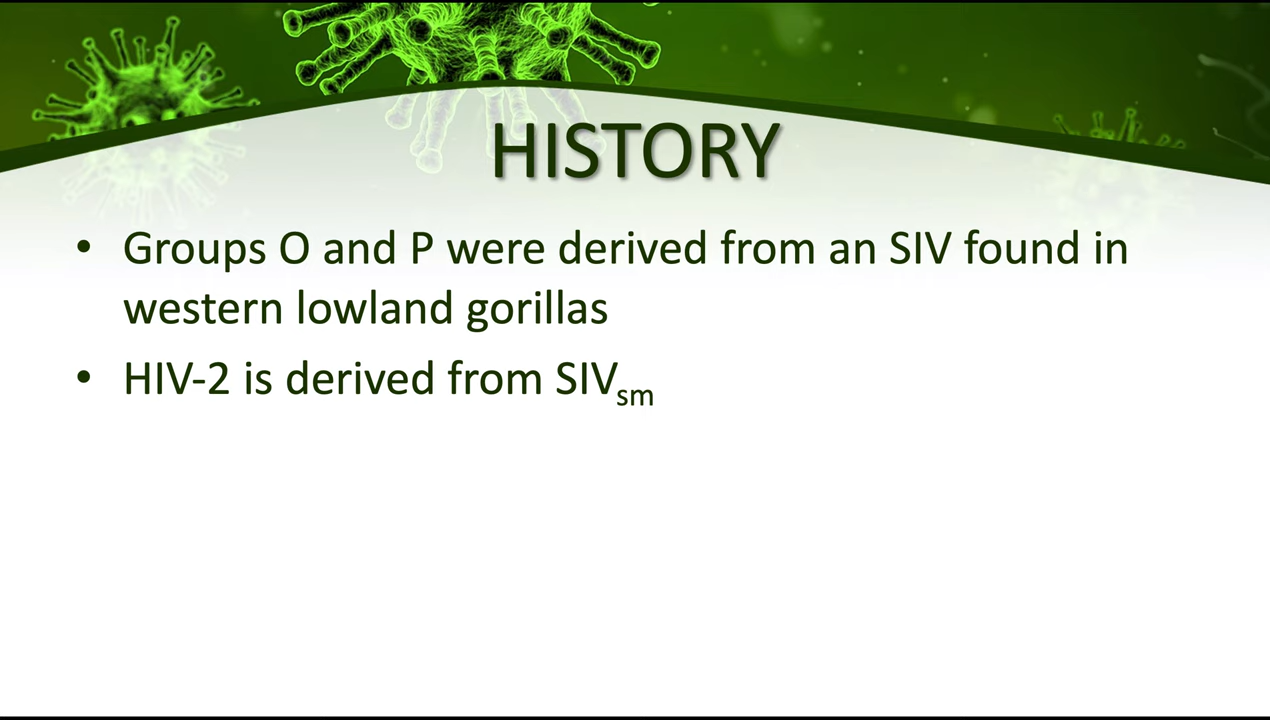 HISTORY
• Groups O and P were derived from an SIV found in
western lowland gorillas
• HIV-2 is derived from SIVsm